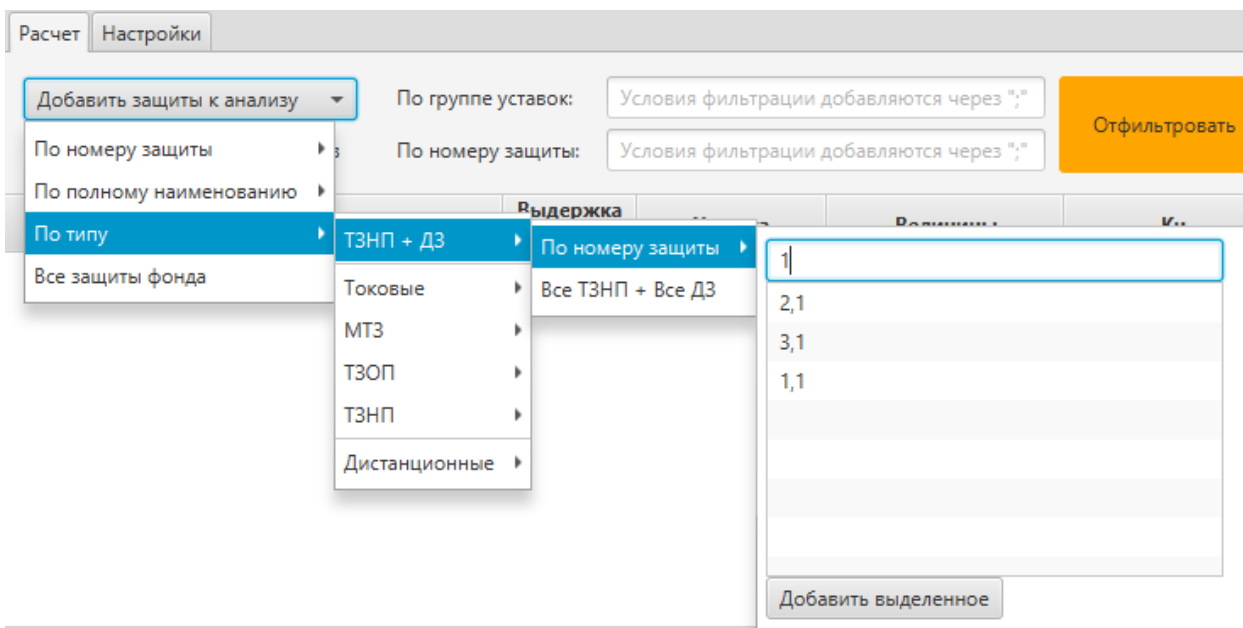 Расчет Настройки
Добавить защиты к анализу
По группе уставок: Условия фильтрации добавляются через ";"
Отфильтровать
По номеру защиты: Условия фильтрации добавляются через ";"
По номеру защиты
По полному наименованию
По типу
Все защиты фонда
Выдержка
ТЗНП + ДЗ
Токовые
МТЗ
ТЗОП
ТЗНП
Дистанционные
По номеру защиты
Все ТЗНП + Все ДЗ
1
2,1
3,1
1,1
Добавить выделенное